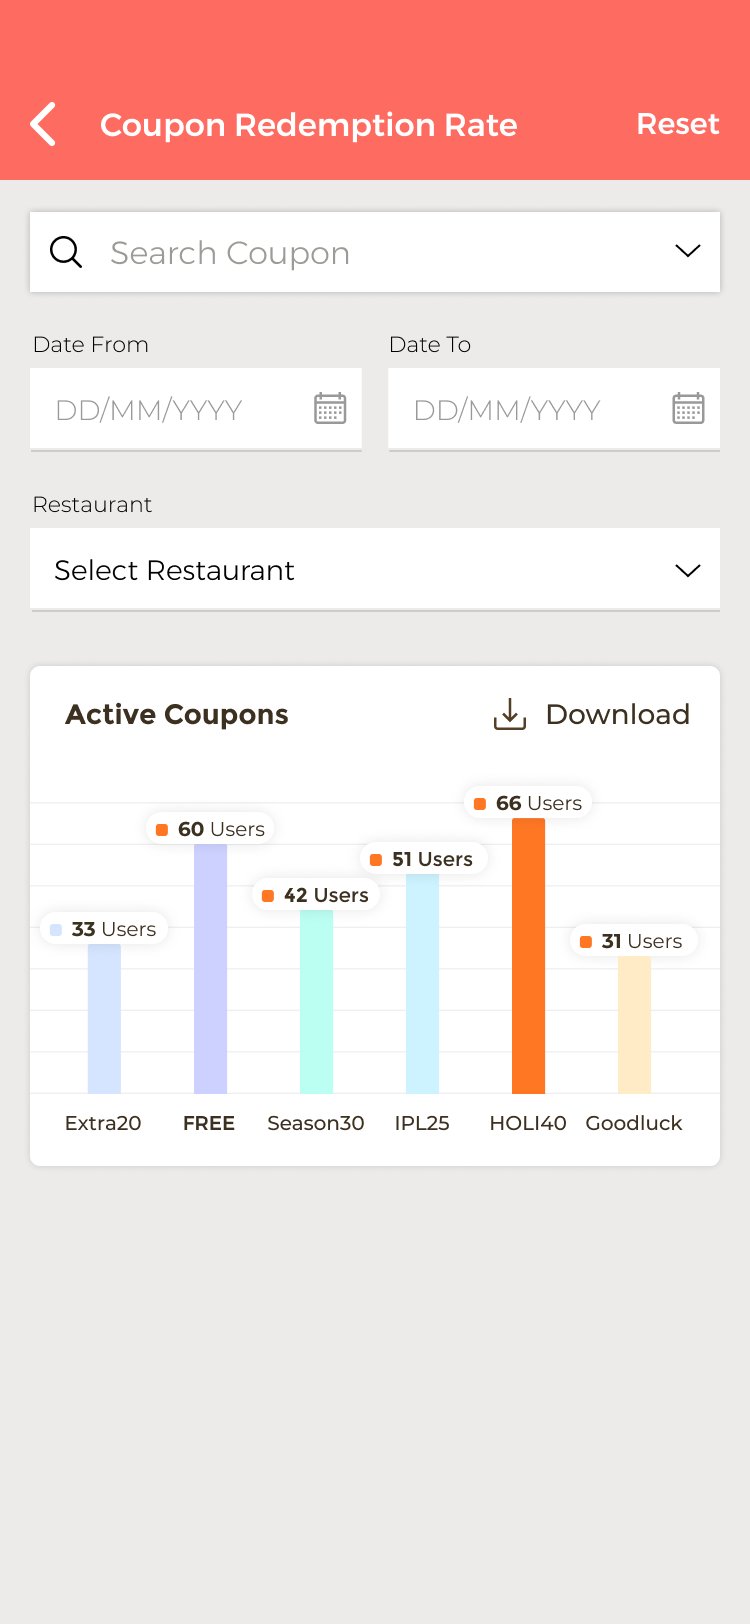 Coupon Redemption Rate Reset
Search Coupon
Date From Date To
DD/MM/YYYY DD/MM/YYYY
Restaurant
Select Restaurant
Active Coupons Download
66 Users
60 Users
51 Users
42 Users
33 Users
31 Users
Extra20 FREE Season30 IPL25 HOLI40 Goodluck